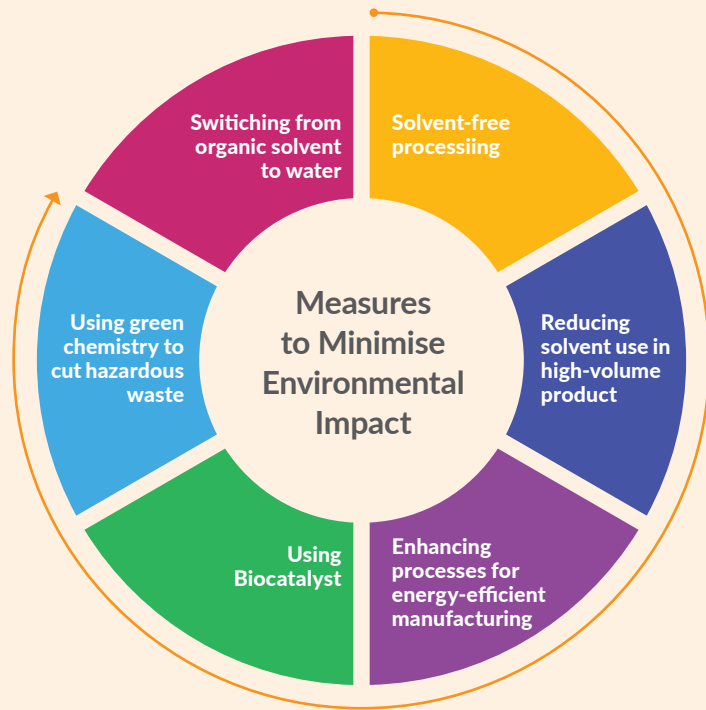 Measures
to Minimise
Environmental
Impact
Solvent-free
processiing
Reducing
solvent use in
high-volume
product
Enhancing
processes for
energy-efficient
manufacturing
Using
Biocatalyst
Using green
chemistry to
cut hazardous
waste
Switiching from
organic solvent
to water